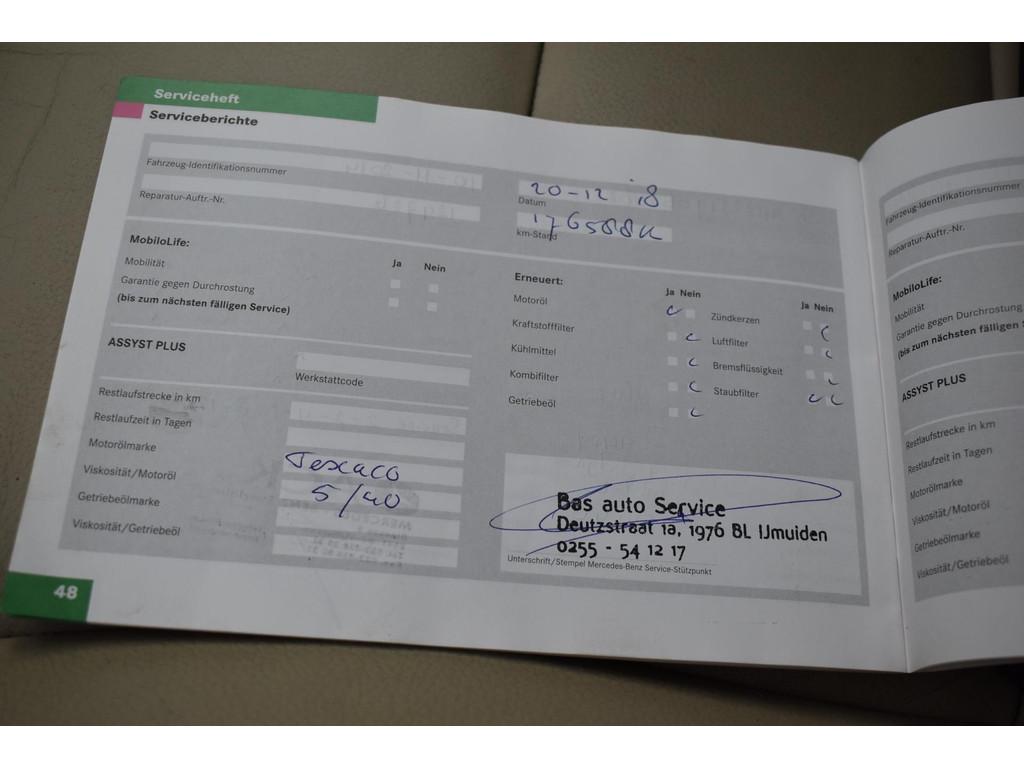 Serviceheft
Serviceberichte
Fahrzeug-Identifikationsnummer
20-12 18
Datum
Reparatur-Auftr.-Nr.
176588K
km-Stand
MobiloLife:
Ja Nein
Mobilität
Garantie gegen Durchrostung
(bis zum nächsten fälligen Service)
ASSYST PLUS
Werkstattcode
Restlaufstrecke in km
Restlaufzeit in Tagen
Motorölmarke
Texaco
Viskosität/Motoröl
5/40
Getriebeölmarke
Viskosität/Getriebeöl
Erneuert:
Ja Nein
Motoröl
Kraftstofffilter
Kühlmittel
Kombifilter
Getriebeöl
Ja Nein
Zündkerzen
Luftfilter
Bremsflüssigkeit
Staubfilter
Bas auto Service
Deutzstraat 1a, 1976 BL IJmuiden
0255 - 54 12 17
Unterschrift/Stempel Mercedes-Benz Service-Stützpunkt
48
Fahrzeug-Identifikationsnummer
Reparatur-Auftr.-Nr.
MobiloLife:
Mobilität
Garantie gegen Durchrostung
(bis zum nächsten fälligen
ASSYST PLUS
Restlaufstrecke in km
Restlaufzeit in Tagen
Motorölmarke
Viskosität/Motoröl
Getriebeölmarke
Viskosität/Getriebeöl